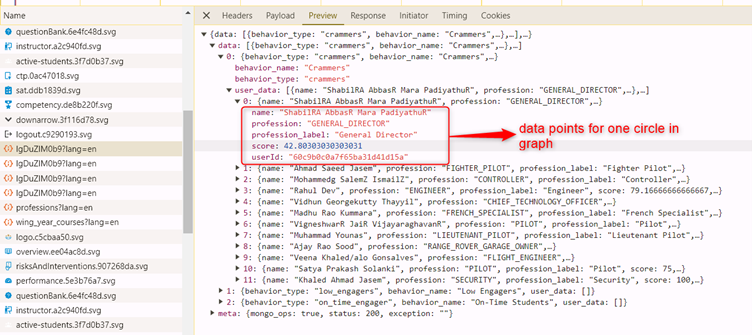 Name
Headers Payload Preview Response Initiator Timing Cookies
questionBank.6e4fc48d.svg
instructor.a2c940fd.svg
active-students.3f7d0b37.svg
ctp.0ac47018.svg
sat.ddb1839d.svg
competency.de8b220f.svg
downarrow.3f116d78.svg
logout.c9290193.svg
IgDuZIM0b9?lang=en
IgDuZIM0b9?lang=en
IgDuZIM0b9?lang=en
professions?lang=en
wing_year_courses?lang=en
logo.c5cbaa50.svg
overview.ee04ac8d.svg
risksAndInterventions.907268da.svg
performance.5e3b76a7.svg
questionBank.6e4fc48d.svg
instructor.a2c940fd.svg
active-students.3f7d0b37.svg
{data: [{behavior_type: "crammers", behavior_name: "Crammers",…},…],…}
data: [{behavior_type: "crammers", behavior_name: "Crammers",…},…]
0: {behavior_type: "crammers", behavior_name: "Crammers",…}
behavior_name: "Crammers"
behavior_type: "crammers"
user_data: [{name: "ShabilRA AbbasR Mara PadiyathuR", profession: "GENERAL_DIRECTOR",…},…]
0: {name: "ShabilRA AbbasR Mara PadiyathuR", profession: "GENERAL_DIRECTOR",…}
name: "ShabilRA AbbasR Mara PadiyathuR"
profession: "GENERAL_DIRECTOR"
profession_label: "General Director"
score: 42.80303030303031
userId: "60c9b0c0a7f65ba31d41d15a"
data points for one circle in
graph
1: {name: "Ahmad Saeed Jasem", profession: "FIGHTER_PILOT", profession_label: "Fighter Pilot",…}
2: {name: "Mohammedg SalemZ IsmailZ", profession: "CONTROLLER", profession_label: "Controller",…}
3: {name: "Rahul Dev", profession: "ENGINEER", profession_label: "Engineer", score: 79.16666666666667,…}
4: {name: "Vidhun Georgekutty Thayyil", profession: "CHIEF_TECHNOLOGY_OFFICER",…}
5: {name: "Madhu Rao Kummara", profession: "FRENCH_SPECIALIST", profession_label: "French Specialist",…}
6: {name: "VigneshwarR JaiR VijayaraghavanR", profession: "PILOT", profession_label: "Pilot",…}
7: {name: "Muhammad Younas", profession: "LIEUTENANT_PILOT", profession_label: "Lieutenant Pilot",…}
8: {name: "Ajay Rao Sood", profession: "RANGE_ROVER_GARAGE_OWNER",…}
9: {name: "Veena Khaled/alo Gonsalves", profession: "FLIGHT_ENGINEER",…}
10: {name: "Satya Prakash Solanki", profession: "PILOT", profession_label: "Pilot", score: 75,…}
11: {name: "Khaled Ahmad Jasem", profession: "SECURITY", profession_label: "Security", score: 100,…}
1: {behavior_type: "low_engagers", behavior_name: "Low Engagers", user_data: []}
2: {behavior_type: "on_time_engager", behavior_name: "On-Time Students", user_data: []}
meta: {mongo_ops: true, status: 200, exception: ""}